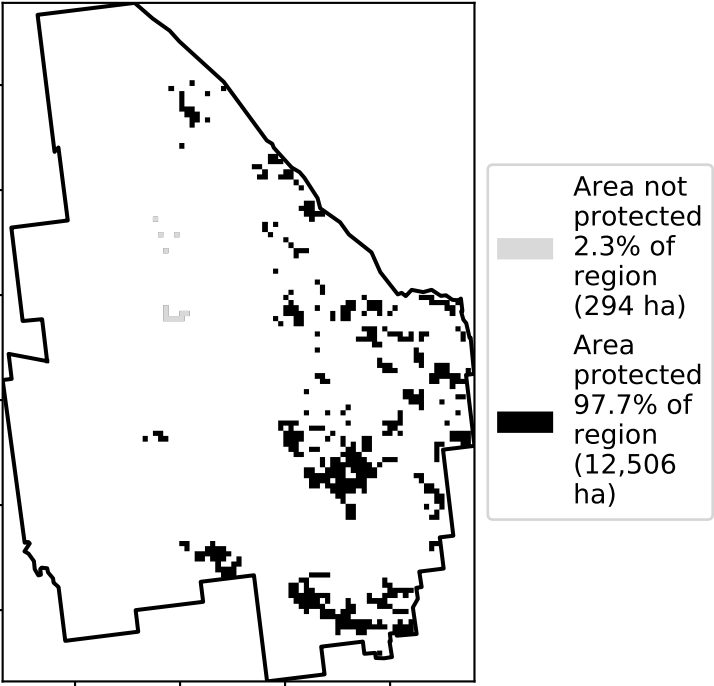 Area not
protected
2.3% of
region
(294 ha)
Area
protected
97.7% of
region
(12,506
ha)